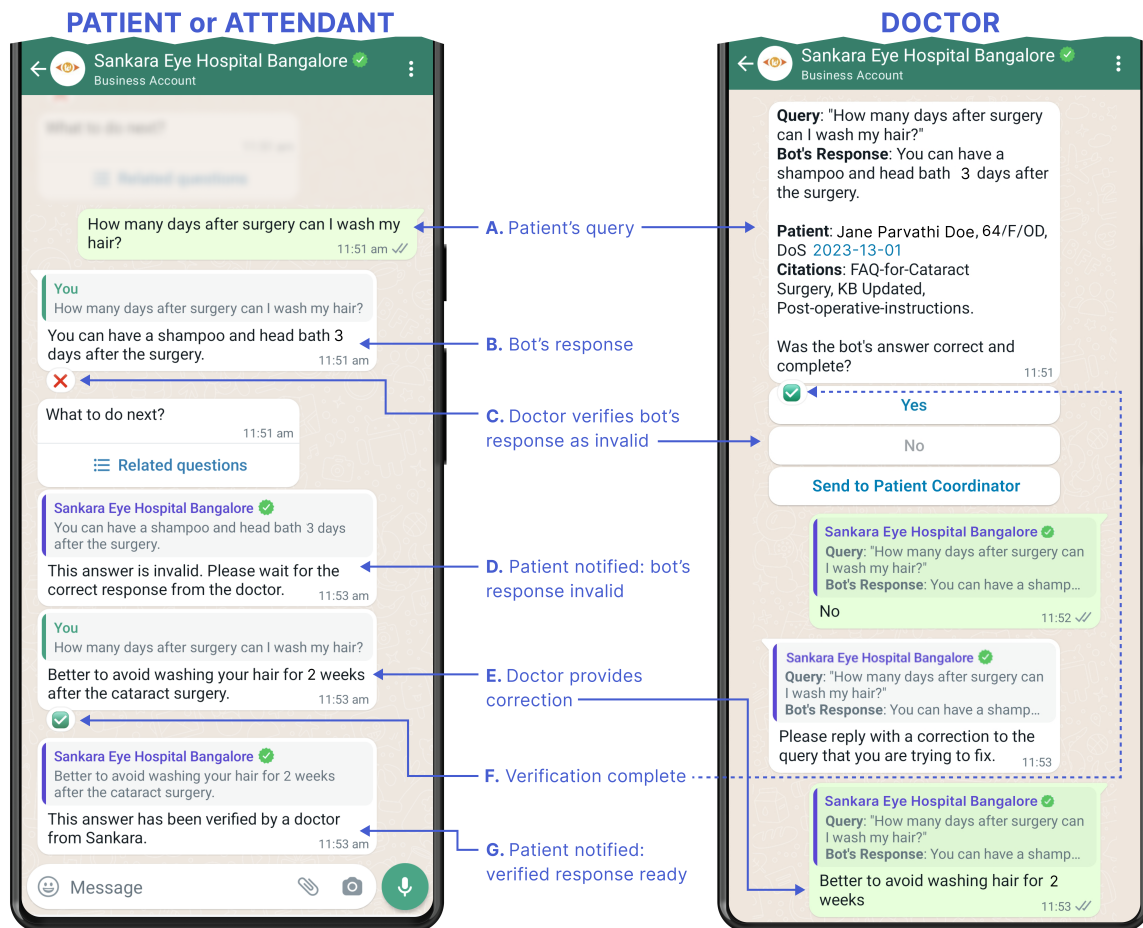 PATIENT or ATTENDANT
Sankara Eye Hospital Bangalore
Business Account
What to do next?
11:51 am
Related questions
How many days after surgery can I wash my
hair?
11:51 am
You
How many days after surgery can I wash my hair?
You can have a shampoo and head bath 3
days after the surgery.
11:51 am
What to do next?
11:51 am
Related questions
Sankara Eye Hospital Bangalore
You can have a shampoo and head bath 3 days
after the surgery.
This answer is invalid. Please wait for the
correct response from the doctor.
11:53 am
You
How many days after surgery can I wash my hair?
Better to avoid washing your hair for 2 weeks
after the cataract surgery.
11:53 am
Sankara Eye Hospital Bangalore
Better to avoid washing your hair for 2 weeks
after the cataract surgery.
This answer has been verified by a doctor
from Sankara.
11:53 am
Message
A. Patient's query
B. Bot's response
C. Doctor verifies bot's
response as invalid
D. Patient notified: bot's
response invalid
E. Doctor provides
correction
F. Verification complete
G. Patient notified:
verified response ready
DOCTOR
Sankara Eye Hospital Bangalore
Business Account
Query: "How many days after surgery
can I wash my hair?"
Bot's Response: You can have a
shampoo and head bath 3 days after
the surgery.
Patient: Jane Parvathi Doe, 64/F/OD,
DoS 2023-13-01
Citations: FAQ-for-Cataract
Surgery, KB Updated,
Post-operative-instructions.
Was the bot's answer correct and
complete?
11:51
Yes
No
Send to Patient Coordinator
Sankara Eye Hospital Bangalore
Query: "How many days after surgery can
I wash my hair?"
Bot's Response: You can have a shamp...
No
11:52
Sankara Eye Hospital Bangalore
Query: "How many days after surgery can
I wash my hair?"
Bot's Response: You can have a shamp...
Please reply with a correction to the
query that you are trying to fix.
11:53
Sankara Eye Hospital Bangalore
Query: "How many days after surgery can
I wash my hair?"
Bot's Response: You can have a shamp...
Better to avoid washing hair for 2
weeks
11:53